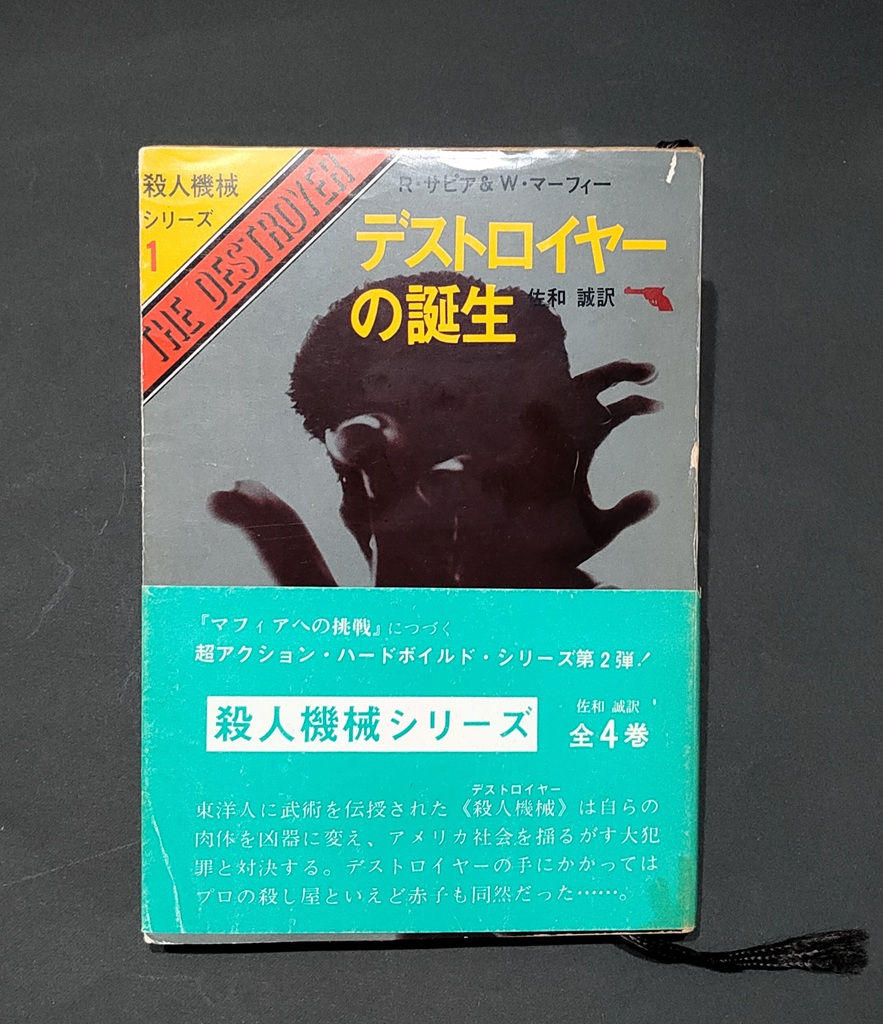 殺人機械
シリーズ
1
THE DESTROYER
R・サピア&W・マーフィー
デストロイヤー
の誕生
佐和 誠訳
『マフィアへの挑戦』につづく
超アクション・ハードボイルド・シリーズ第2弾!
殺人機械シリーズ
佐和 誠訳
全4巻
デストロイヤー
東洋人に武術を伝授された《殺人機械》は自らの
肉体を凶器に変え、アメリカ社会を揺るがす大犯
罪と対決する。デストロイヤーの手にかかっては
プロの殺し屋といえど赤子も同然だった……。